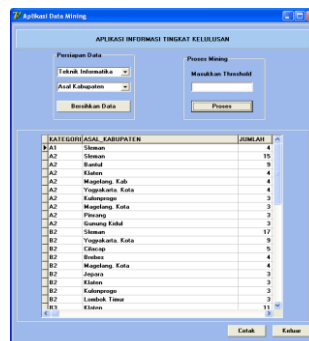 Aplikasi Data Mining
APLIKASI INFORMASI TINGKAT KELULUSAN
Persiapan Data
Teknik Informatika
Asal Kabupaten
Bersihkan Data
Proses Mining
Masukkan Threshold
Proses
KATEGORI ASAL_KABUPATEN JUMLAH
A1 Sleman 4
A2 Sleman 15
A2 Bantul 9
A2 Klaten 4
A2 Magelang. Kab 4
A2 Yogyakarta. Kota 4
A2 Kulonprogo 3
A2 Magelang. Kota 3
A2 Pinrang 3
A2 Gunung Kidul 3
B2 Sleman 17
B2 Yogyakarta. Kota 9
B2 Cilacap 5
B2 Brebes 4
B2 Magelang. Kota 4
B2 Jepara 3
B2 Klaten 3
B2 Kulonprogo 3
B2 Lombok Timur 3
B3 Klaten 11
Cetak Keluar